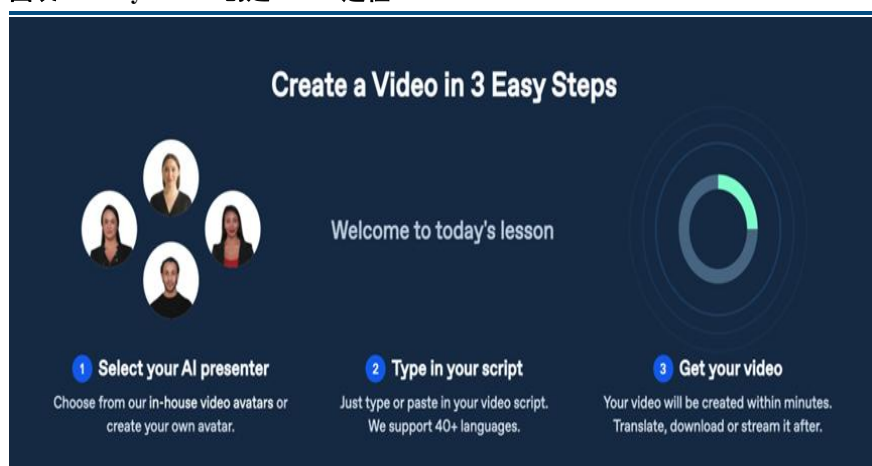 Create a Video in 3 Easy Steps
Welcome to today's lesson
1 Select your AI presenter
Choose from our in-house video avatars or
create your own avatar.
2 Type in your script
Just type or paste in your video script.
We support 40+ languages.
3 Get your video
Your video will be created within minutes.
Translate, download or stream it after.